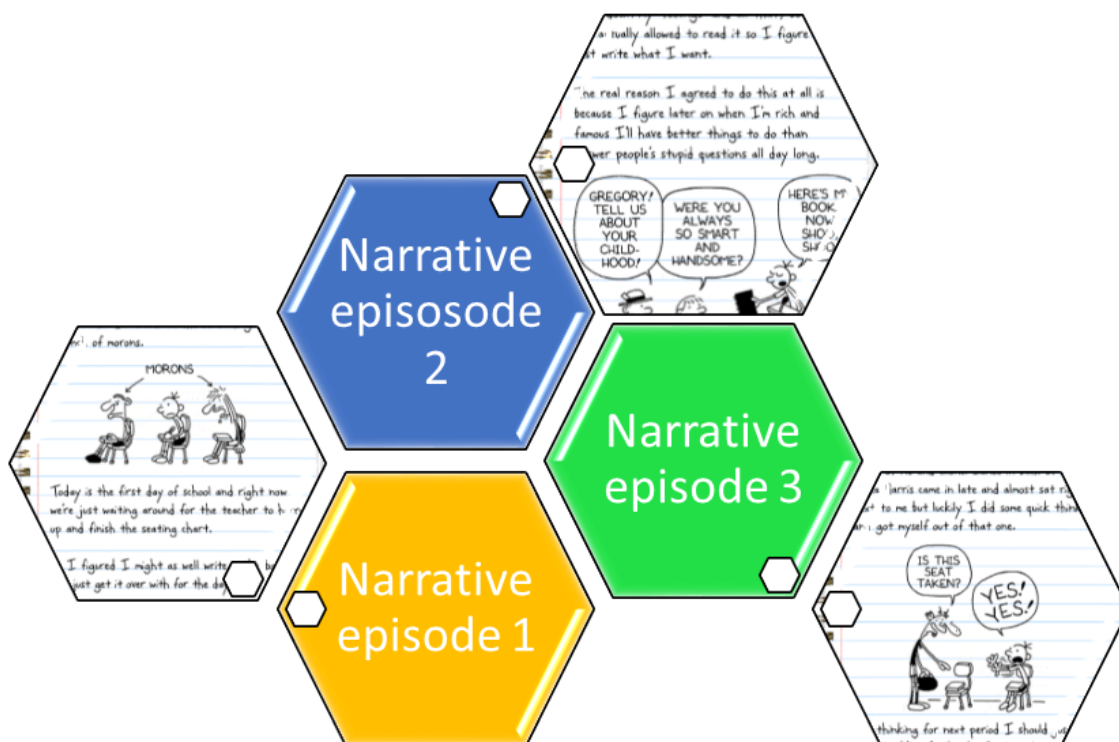 allowed to read it so I figure
write what I want.
The real reason I agreed to do this at all is
because I figure later on when I'm rich and
famous I'll have better things to do than
people's stupid questions all day long.
GREGORY!
TELL US
ABOUT
YOUR
CHILD-
HOOD!
WERE YOU
ALWAYS
SO SMART
AND
HANDSOME?
HERE'S
BOOK.
NOW
Narrative
episosode
2
of morons.
MORONS
Today is the first day of school and right now
we're just waiting around for the teacher to
up and finish the seating chart.
I figured I might as well write
just get it over with for the
Narrative
episode 3
Narrative
episode 1
came in late and almost sat
to me but luckily I did some quick
I got myself out of that one.
IS THIS
SEAT
TAKEN?
YES!
YES!
thinking for next period I should